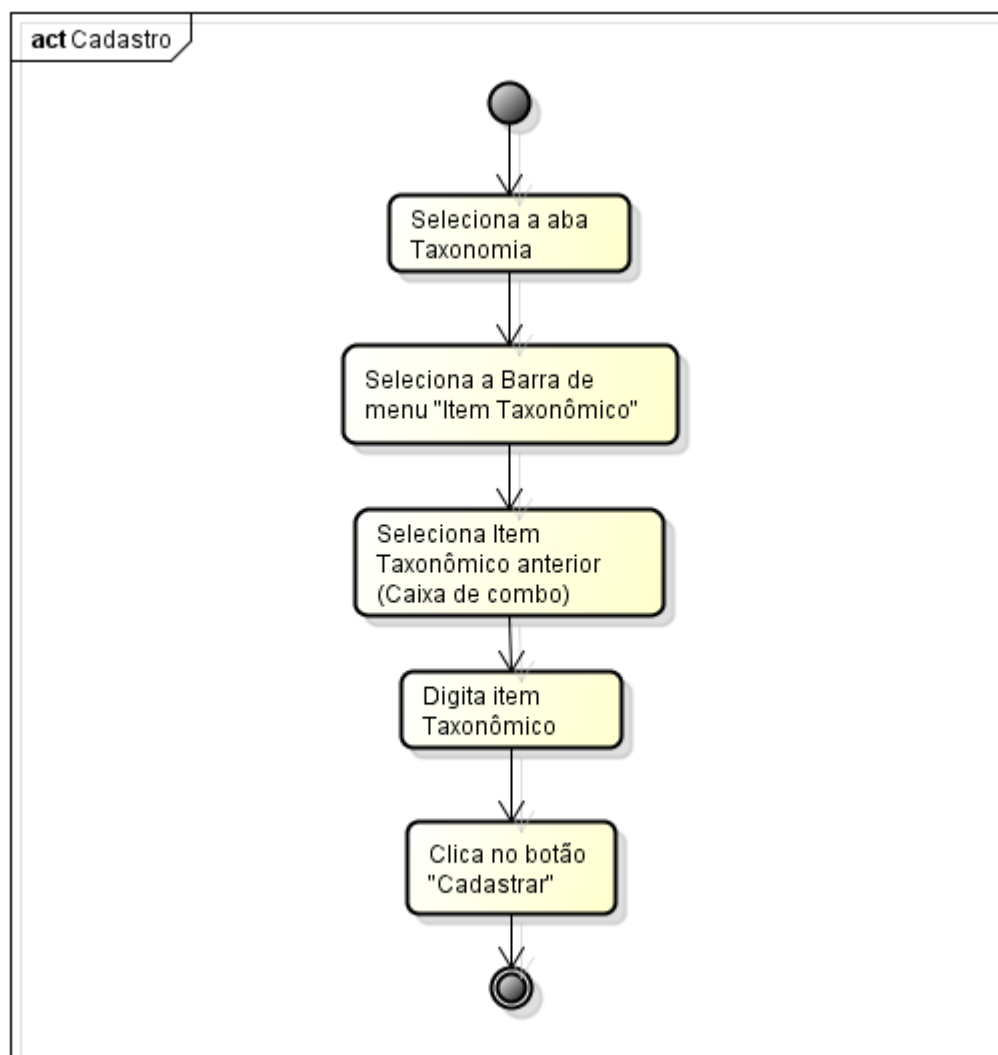 act Cadastro
Seleciona a aba
Taxonomia
Seleciona a Barra de
menu "Item Taxonômico"
Seleciona Item
Taxonômico anterior
(Caixa de combo)
Digita item
Taxonômico
Clica no botão
"Cadastrar"